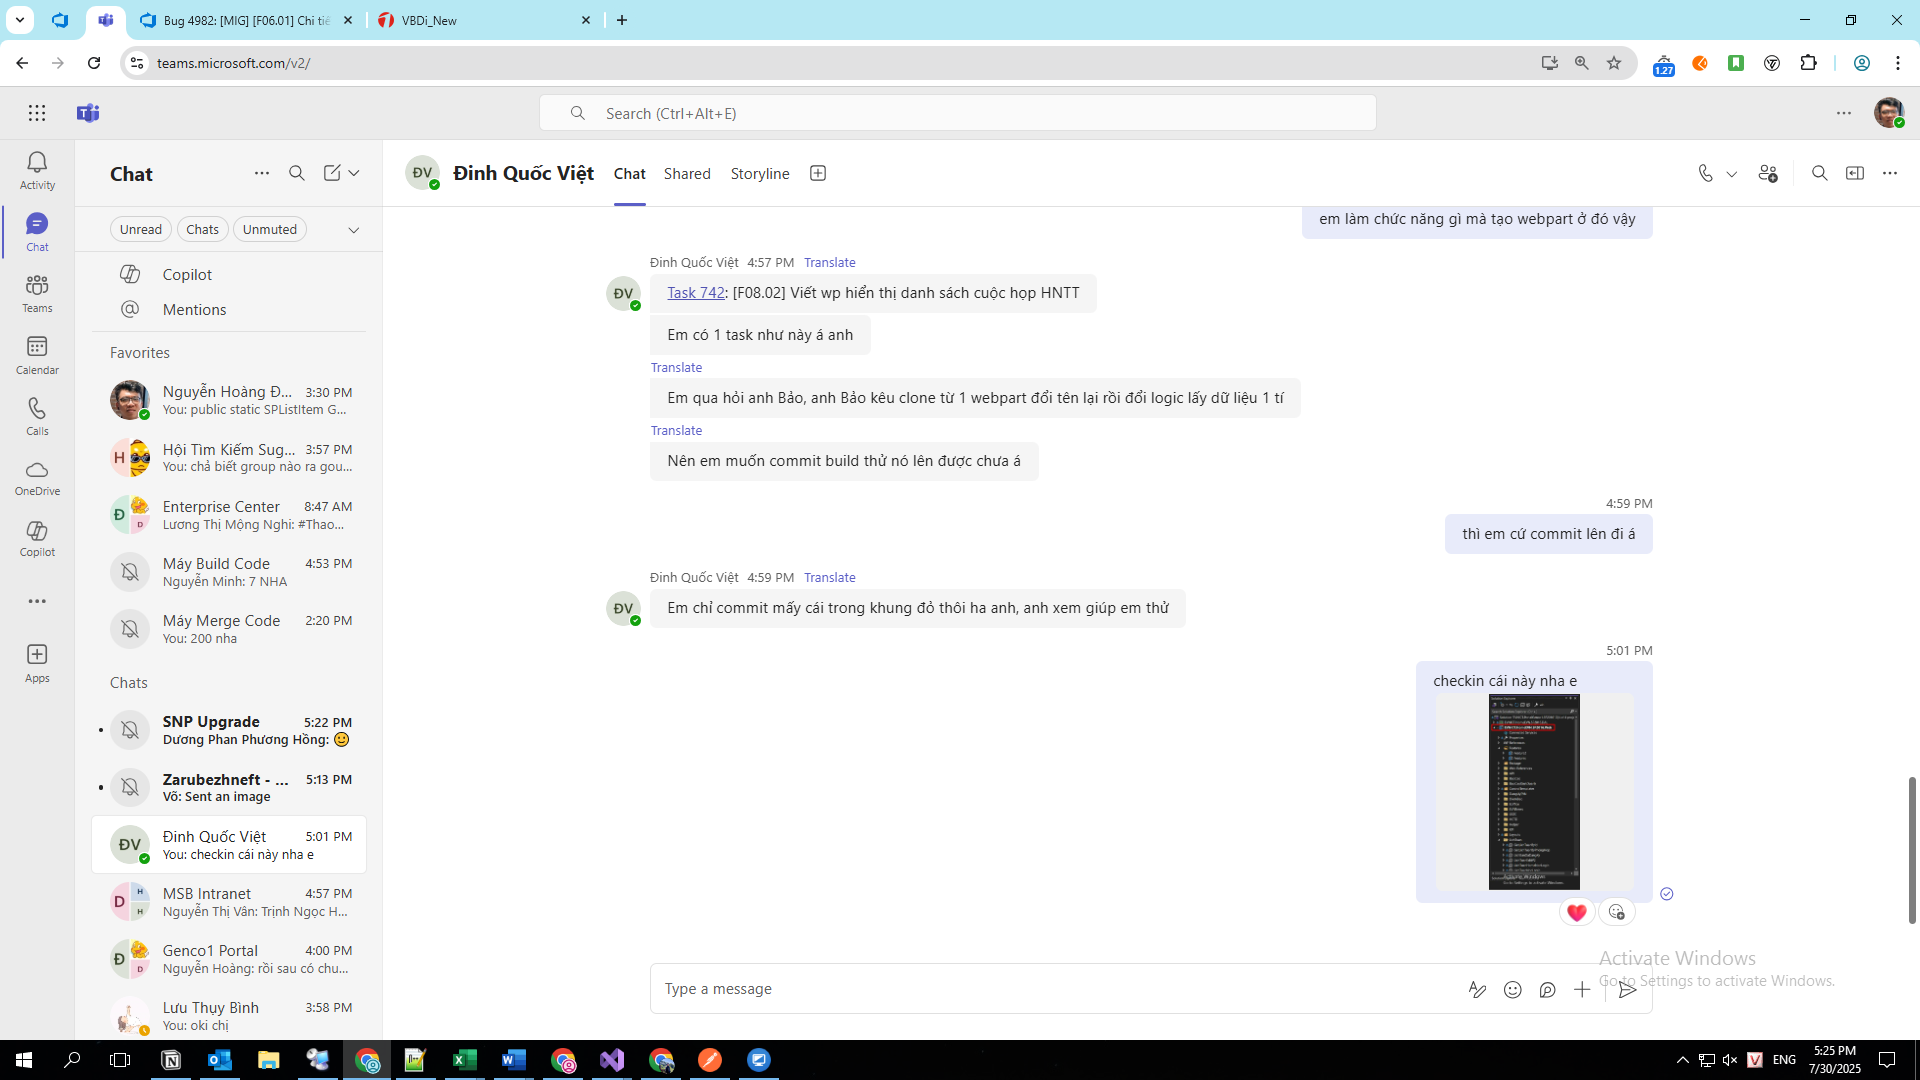 Bug 4982: [MIG] [F06.01] Chi tiế
VBDi_New
teams.microsoft.com/v2/
1.27
Search (Ctrl+Alt+E)
Activity
Chat
Teams
Calendar
Calls
OneDrive
Copilot
Apps
Chat
Unread
Chats
Unmuted
Copilot
Mentions
Favorites
Nguyễn Hoàng Đ... 3:30 PM
You: public static SPListItem G...
H
Hội Tìm Kiếm Sug... 3:57 PM
You: chả biết group nào ra gou...
Đ
D
Enterprise Center 8:47 AM
Lương Thị Mộng Nghi: #Thao...
Máy Build Code 4:53 PM
Nguyễn Minh: 7 NHA
Máy Merge Code 2:20 PM
You: 200 nha
Chats
SNP Upgrade 5:22 PM
Dương Phan Phương Hồng:
Zarubezhneft - ... 5:13 PM
Võ: Sent an image
ĐV
Đinh Quốc Việt 5:01 PM
You: checkin cái này nha e
D
H
H
MSB Intranet 4:57 PM
Nguyễn Thị Vân: Trịnh Ngọc H...
Đ
D
Genco1 Portal 4:00 PM
Nguyễn Hoàng: rồi sau có chu...
Lưu Thụy Bình 3:58 PM
You: oki chị
ĐV
Đinh Quốc Việt
Chat
Shared
Storyline
em làm chức năng gì mà tạo webpart ở đó vậy
Đinh Quốc Việt 4:57 PM Translate
ĐV
Task 742: [F08.02] Viết wp hiển thị danh sách cuộc họp HNTT
Em có 1 task như này á anh
Translate
Em qua hỏi anh Bảo, anh Bảo kêu clone từ 1 webpart đổi tên lại rồi đổi logic lấy dữ liệu 1 tí
Translate
Nên em muốn commit build thử nó lên được chưa á
4:59 PM
thì em cứ commit lên đi á
Đinh Quốc Việt 4:59 PM Translate
ĐV
Em chỉ commit mấy cái trong khung đỏ thôi ha anh, anh xem giúp em thử
5:01 PM
checkin cái này nha e
Type a message
Activate Windows
Go to Settings to activate Windows.
ENG
5:25 PM
7/30/2025